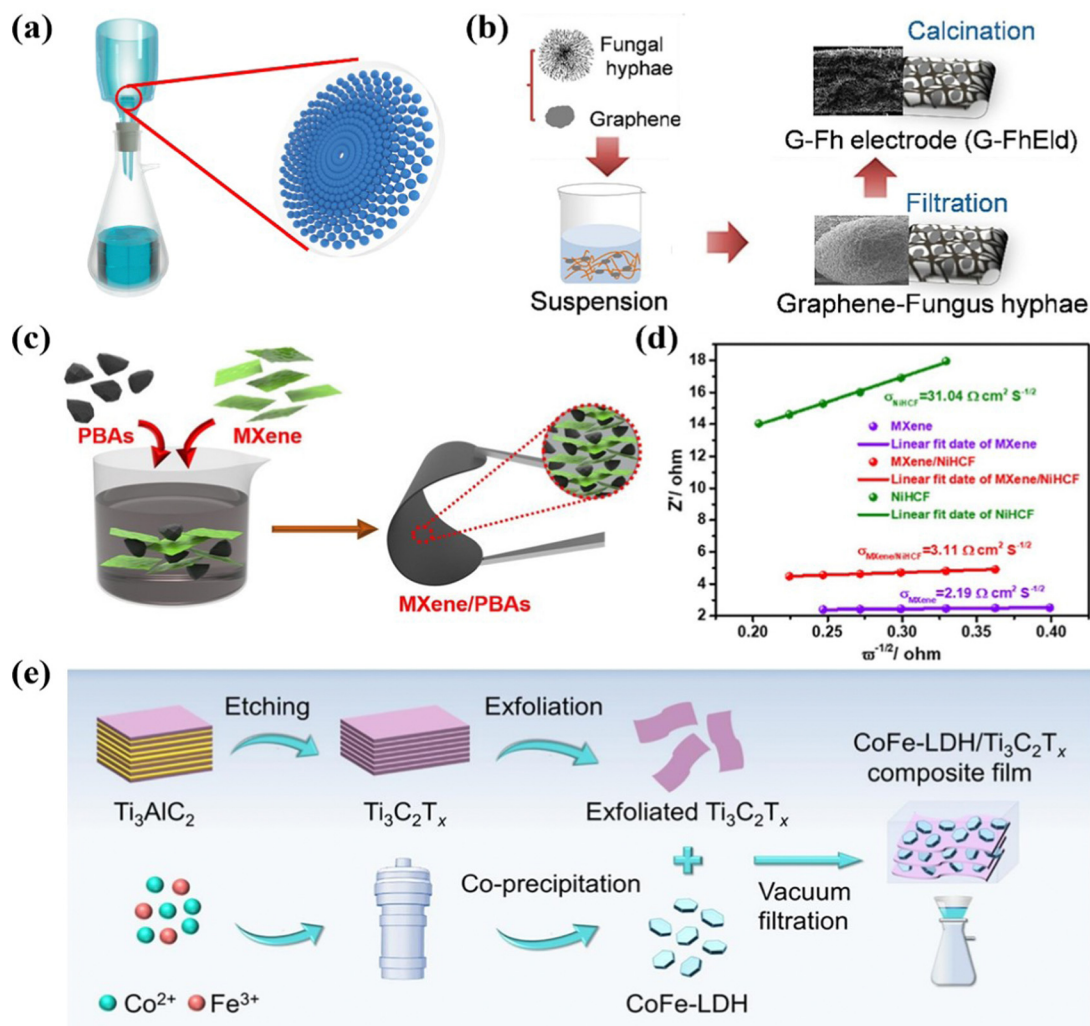 (a)
(b)
Fungal
hyphae
Graphene
Suspension
Calcination
G-Fh electrode (G-FhEld)
Filtration
Graphene-Fungus hyphae
(c)
PBAs
MXene
MXene/PBAs
(d)
18
16
14
12
10
8
6
4
2
Z'/ ohm
σNiHCF=31.04 Ω cm² S⁻¹/²
MXene
Linear fit date of MXene
MXene/NiHCF
Linear fit date of MXene/NiHCF
NiHCF
Linear fit date of NiHCF
σMXene/NiHCF=3.11 Ω cm² S⁻¹/²
σMXene=2.19 Ω cm² S⁻¹/²
0.20 0.25 0.30 0.35 0.40
ϖ⁻¹/²/ ohm
(e)
Etching
Exfoliation
Ti₃AlC₂
Ti₃C₂Tₓ
Exfoliated Ti₃C₂Tₓ
CoFe-LDH/Ti₃C₂Tₓ
composite film
Co-precipitation
+
Vacuum
filtration
Co²⁺ Fe³⁺
CoFe-LDH